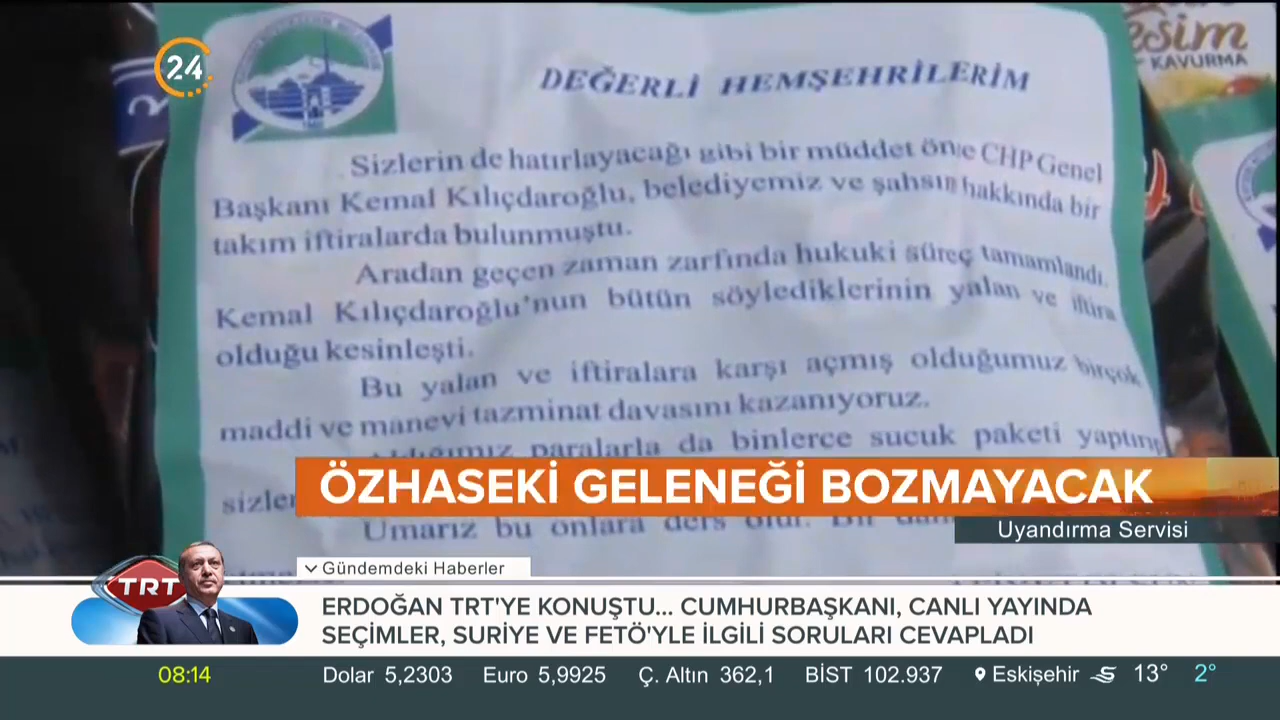 24
esim
KAVURMA
DEĞERLİ HEMŞEHRİLERİM
Sizlerin de hatırlayacağı gibi bir müddet önce CHP Genel
Başkanı Kemal Kılıçdaroğlu, belediyemiz ve şahsım hakkında bir
takım iftiralarda bulunmuştu.
Aradan geçen zaman zarfında hukuki süreç tamamlandı.
Kemal Kılıçdaroğlu'nun bütün söylediklerinin yalan ve iftira
olduğu kesinleşti.
Bu yalan ve iftiralara karşı açmış olduğumuz birçok
maddi ve manevi tazminat davasını kazanıyoruz.
paralarla da binlerce sucuk paketi yaptırıp
ÖZHASEKİ GELENEĞİ BOZMAYACAK
Umarız bu onlara ders olur. Bir
Uyandırma Servisi
Gündemdeki Haberler
TRT
ERDOĞAN TRT'YE KONUŞTU... CUMHURBAŞKANI, CANLI YAYINDA
SEÇİMLER, SURİYE VE FETÖ'YLE İLGİLİ SORULARI CEVAPLADI
08:14 Dolar 5,2303 Euro 5,9925 Ç. Altın 362,1 BİST 102.937 Eskişehir 13° 2°